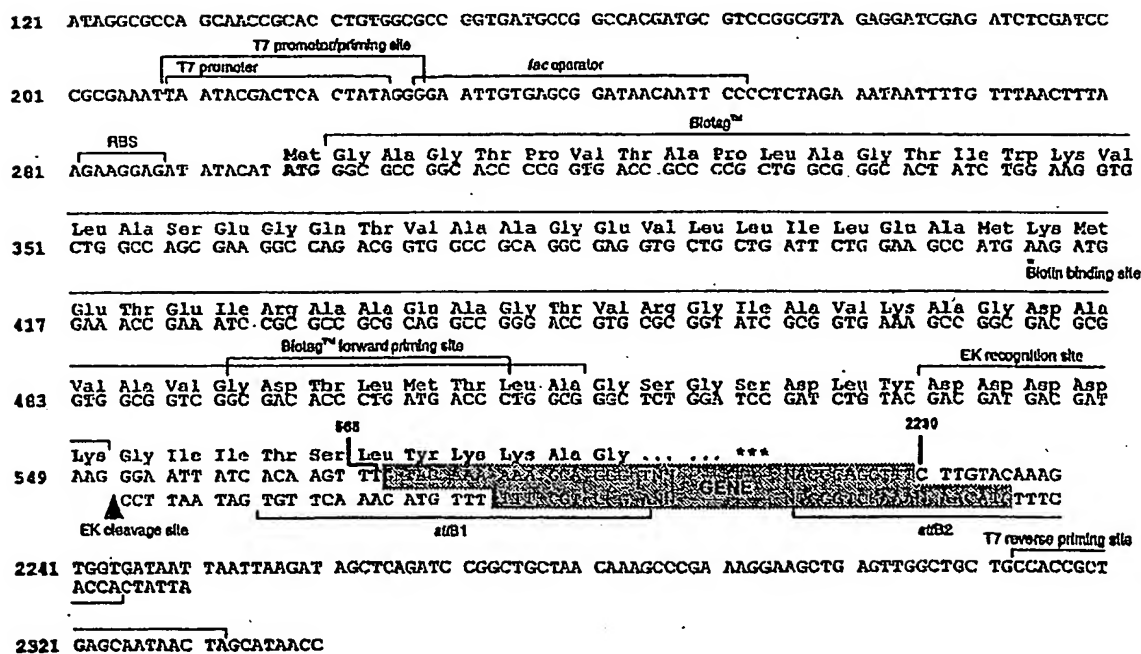 121 ATAGGCGCCA GCAACCGCAC CTGTGGCGCC GGTGATGCCG GCCACGATGC GTCCGGCGTA GAGGATCGAG ATCTCGATCC
T7 promotor/priming site
T7 promoter lac operator
201 CGCGAAATTAA ATACGACTCA CTATAGGGGAA ATTGTGAGCGG GATAACAATT CCCCTCTAGA AATAATTTTG TTTAACTTTA
RBS Biotag™
Met Gly Ala Gly Thr Pro Val Thr Ala Pro Leu Ala Gly Thr Ile Trp Lys Val
281 AGAAGGAGAT ATACAT ATG GGC GCC GGC ACC CCG GTG ACC GCC CCG CTG GCG GGC ACT ATC TGG AAG GTG
Leu Ala Ser Glu Gly Gln Thr Val Ala Ala Gly Glu Val Leu Leu Ile Leu Glu Ala Met Lys Met
351 CTG GCC AGC GAA GGC CAG ACG GTG GCC GCA GGC GAG GTG CTG CTG ATT CTG GAA GCC ATG AAG ATG
Biotin binding site
Glu Thr Glu Ile Arg Ala Ala Gln Ala Gly Thr Val Arg Gly Ile Ala Val Lys Ala Gly Asp Ala
417 GAA ACC GAA ATC CGC GCC GCG CAG GCC GGG ACC GTG CGC GGT ATC GCG GTG AAA GCC GGC GAC GCG
Biotag™ forward priming site EK recognition site
Val Ala Val Gly Asp Thr Leu Met Thr Leu Ala Gly Ser Gly Ser Asp Leu Tyr Asp Asp Asp Asp
483 GTG GCG GTC GGC GAC ACC CTG ATG ACC CTG GCG GGC TCT GGA TCC GAT CTG TAC GAC GAT GAC GAT
568 2230
Lys Gly Ile Ile Thr Ser Leu Tyr Lys Lys Ala Gly ... ... ***
549 AAG GGA ATT ATC ACA AGT TT GENE C TTGTACAAAG
CCT TAA TAG TGT TCA AAC ATG TTT TTTC
EK cleavage site attB1 attB2
T7 reverse priming site
2241 TGGTGATAATT TAATTAAGAT AGCTCAGATC CGGCTGCTAA CAAAGCCCGA AAGGAAGCTG AGTTGGCTGC TGCCACCGCT
ACCACTATTA
2321 GAGCAATAACT TAGCATAACC